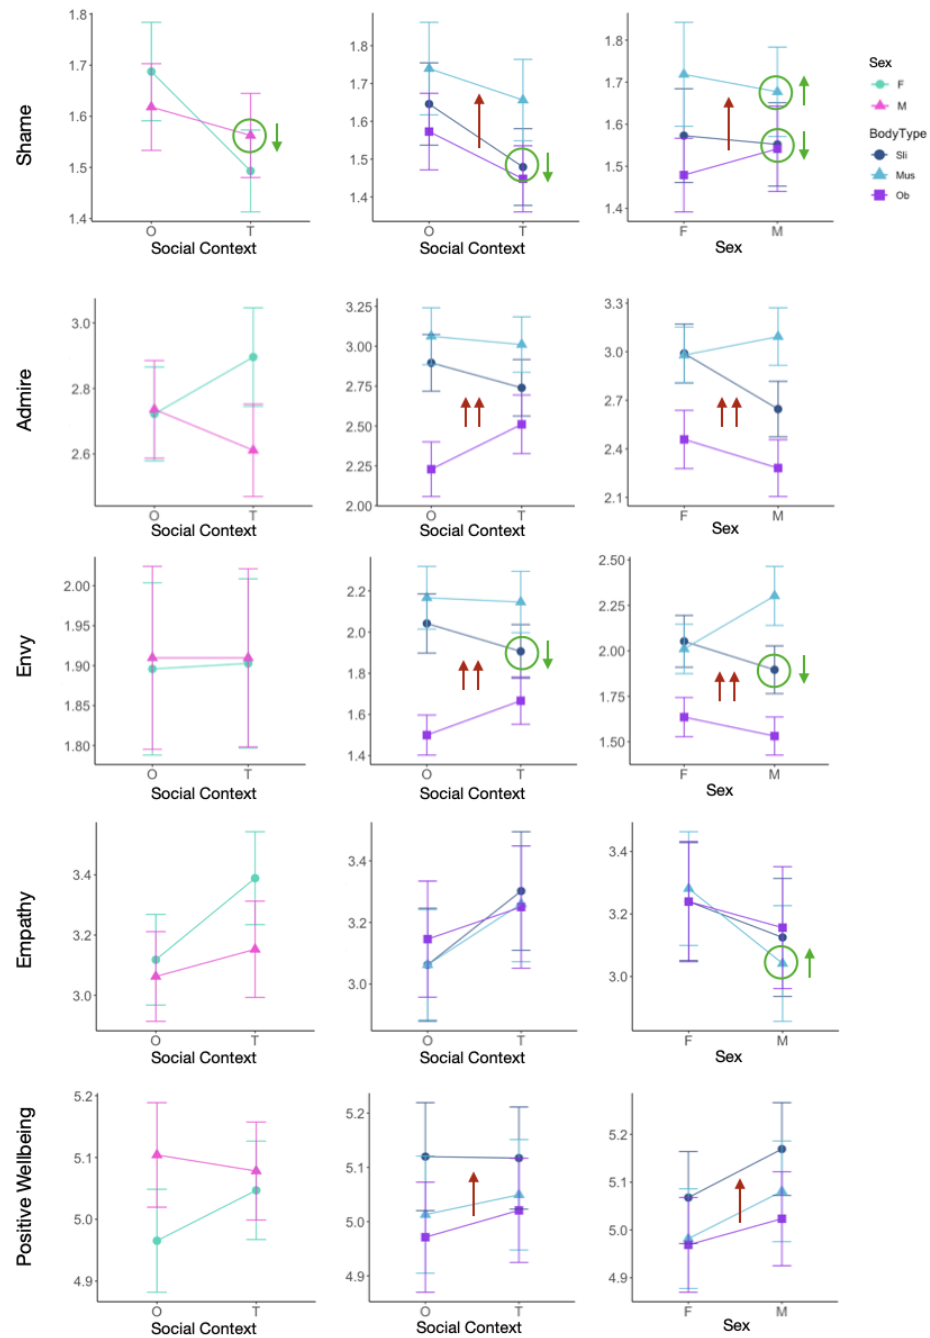 Shame
1.8
1.7
1.6
1.5
1.4
O
T
Social Context
1.8
1.7
1.6
1.5
1.4
O
T
Social Context
1.8
1.7
1.6
1.5
1.4
F
M
Sex
Sex
F
M
BodyType
Sli
Mus
Ob
Admire
3.0
2.8
2.6
O
T
Social Context
3.25
3.00
2.75
2.50
2.25
2.00
O
T
Social Context
3.3
3.0
2.7
2.4
2.1
F
M
Sex
Envy
2.00
1.95
1.90
1.85
1.80
O
T
Social Context
2.2
2.0
1.8
1.6
1.4
O
T
Social Context
2.50
2.25
2.00
1.75
1.50
F
M
Sex
Empathy
3.4
3.2
3.0
O
T
Social Context
3.4
3.2
3.0
O
T
Social Context
3.4
3.2
3.0
F
M
Sex
Positive Wellbeing
5.2
5.1
5.0
4.9
O
T
Social Context
5.2
5.1
5.0
4.9
O
T
Social Context
5.2
5.1
5.0
4.9
F
M
Sex